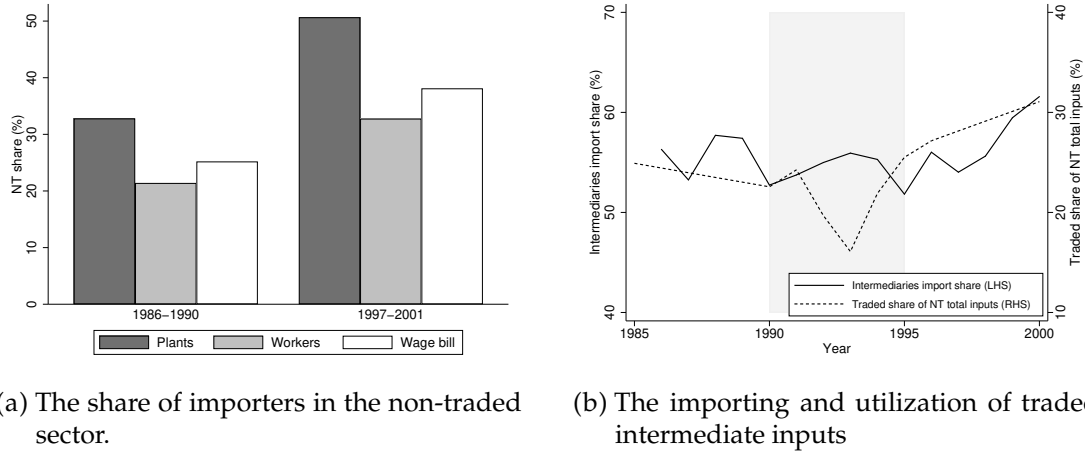 NT share (%)
50
40
30
20
10
0
1986−1990
1997−2001
Plants
Workers
Wage bill
(a) The share of importers in the non-traded
sector.
Intermediaries import share (%)
70
60
50
40
Traded share of NT total inputs (%)
40
30
20
10
Intermediaries import share (LHS)
Traded share of NT total inputs (RHS)
1985
1990
1995
2000
Year
(b) The importing and utilization of traded
intermediate inputs